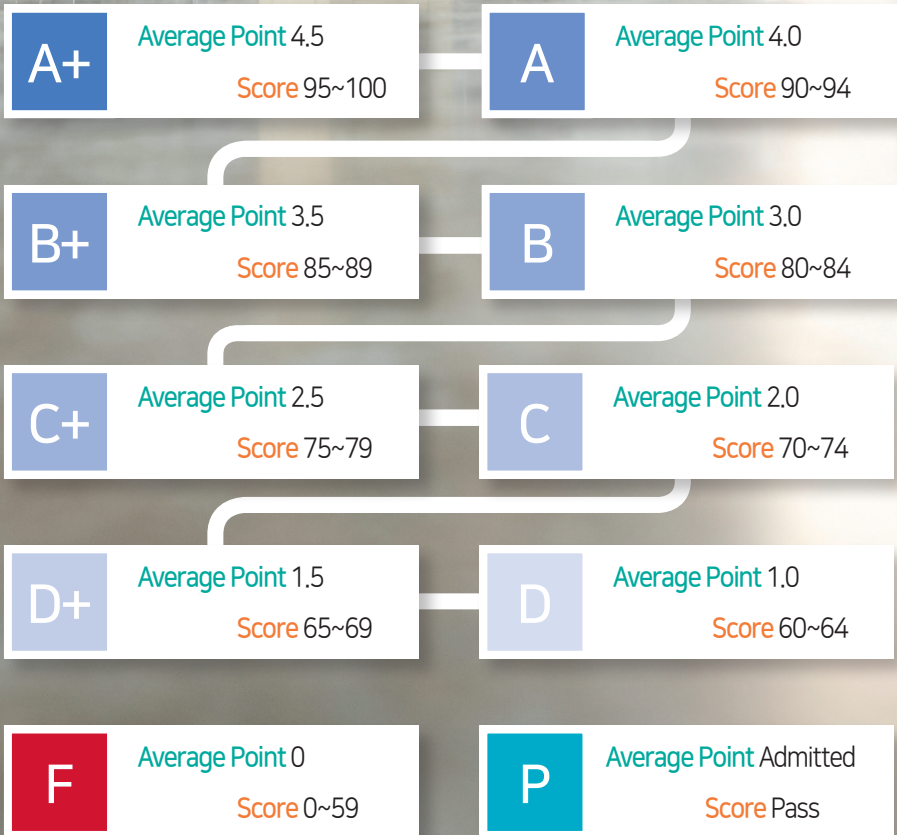 A+
Average Point 4.5
Score 95~100
A
Average Point 4.0
Score 90~94
B+
Average Point 3.5
Score 85~89
B
Average Point 3.0
Score 80~84
C+
Average Point 2.5
Score 75~79
C
Average Point 2.0
Score 70~74
D+
Average Point 1.5
Score 65~69
D
Average Point 1.0
Score 60~64
F
Average Point 0
Score 0~59
P
Average Point Admitted
Score Pass